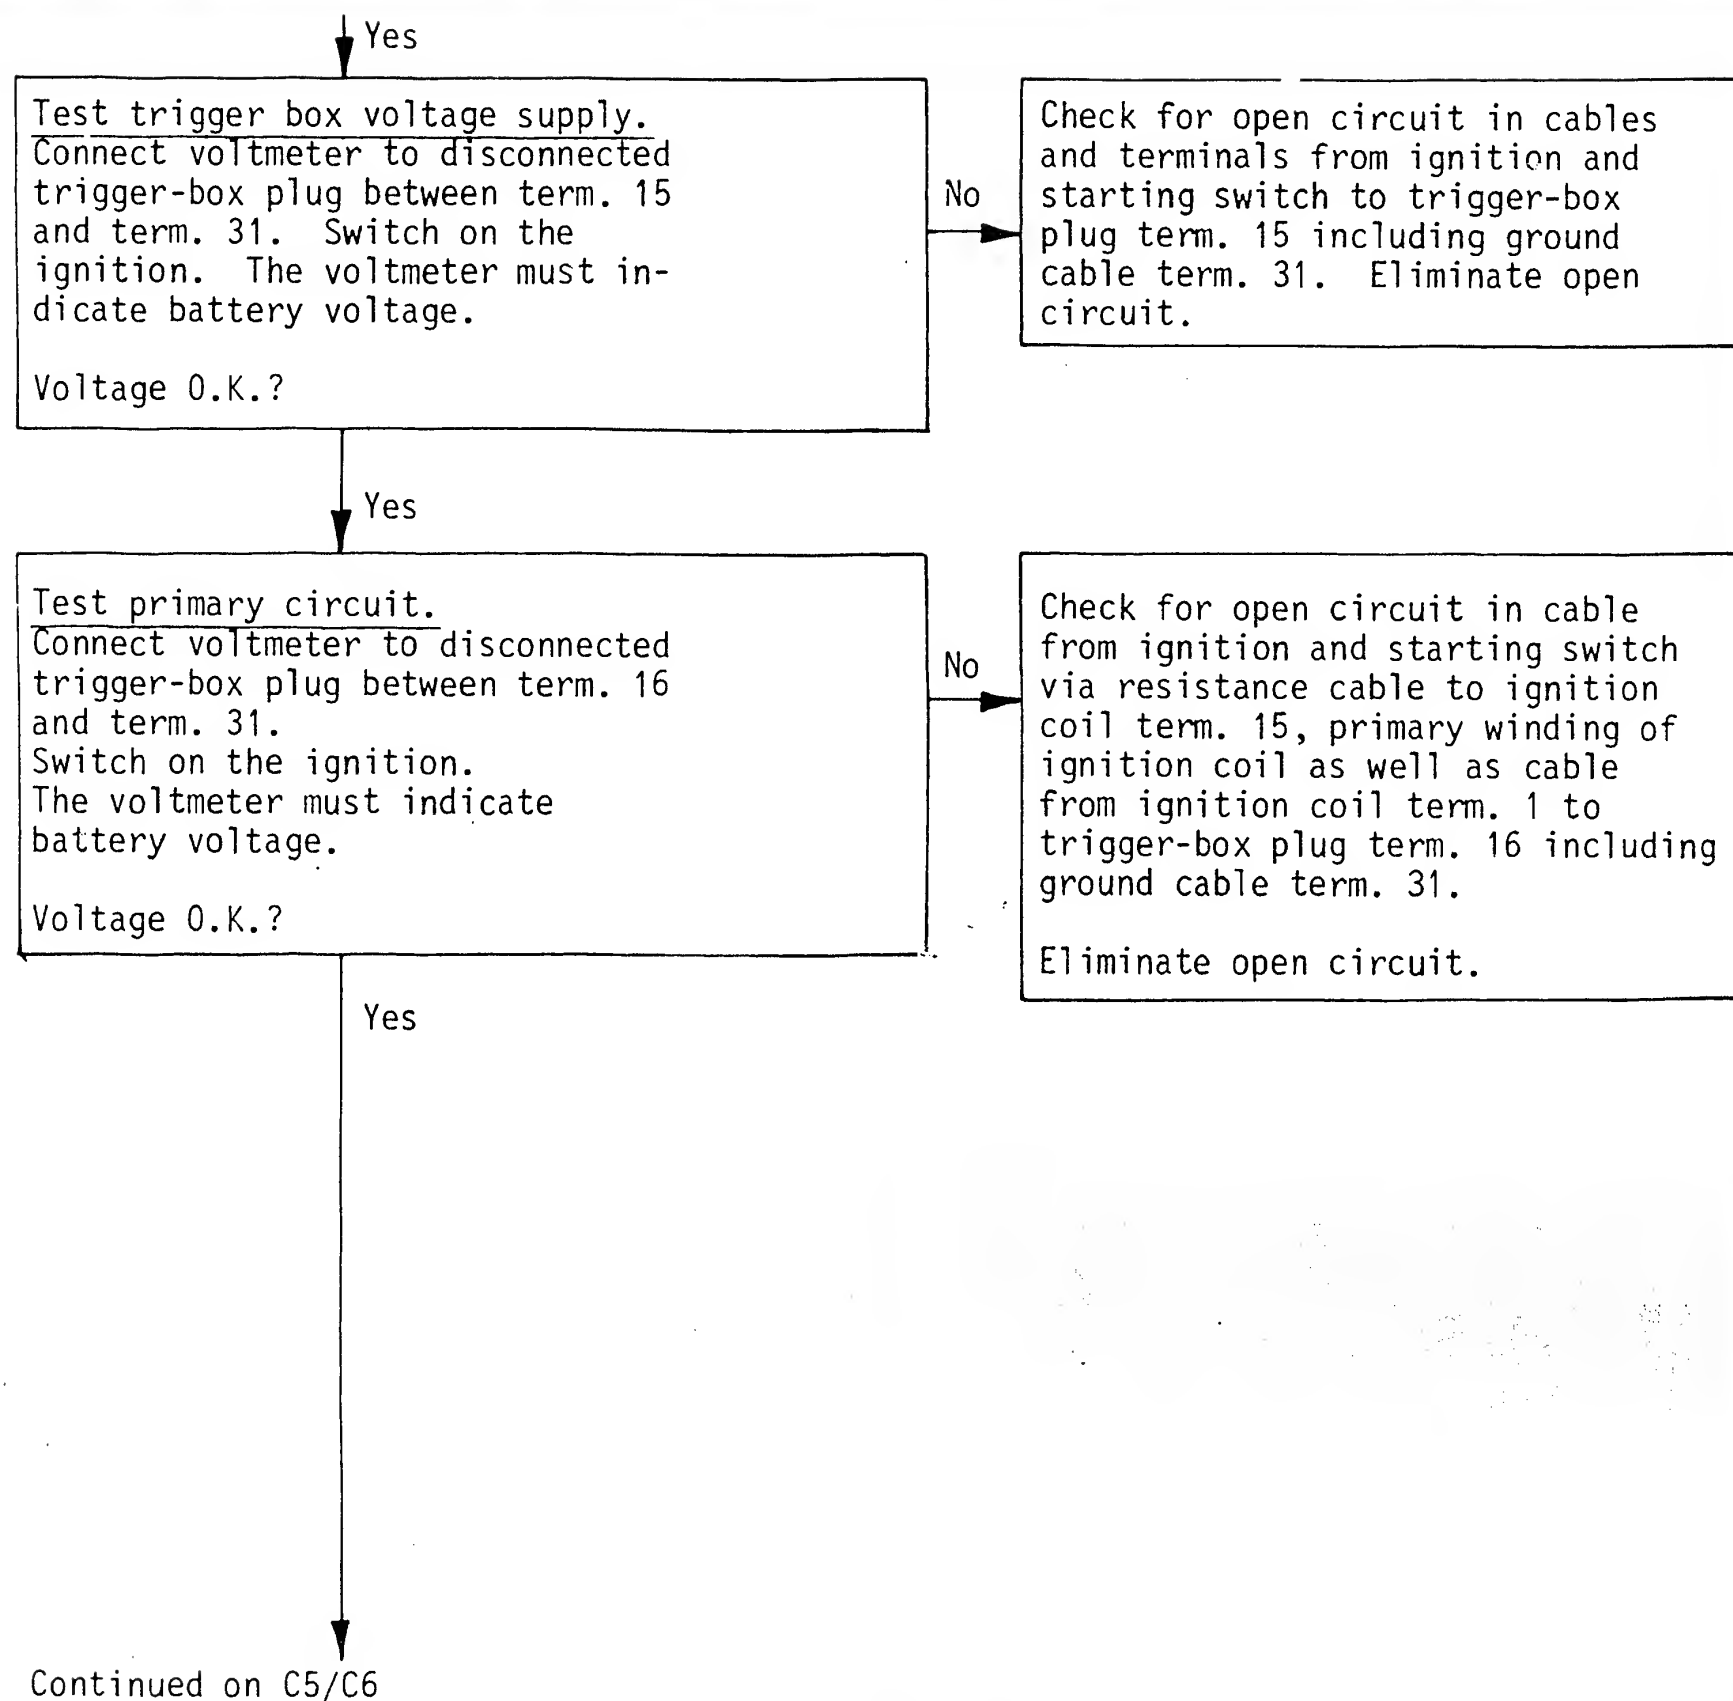 Yes
Test trigger box voltage supply.
Connect voltmeter to disconnected
trigger-box plug between term. 15
and term. 31.  Switch on the
ignition.  The voltmeter must in-
dicate battery voltage.
Voltage O.K.?
No
Check for open circuit in cables
and terminals from ignition and
starting switch to trigger-box
plug term. 15 including ground
cable term. 31.  Eliminate open
circuit.
Yes
Test primary circuit.
Connect voltmeter to disconnected
trigger-box plug between term. 16
and term. 31.
Switch on the ignition.
The voltmeter must indicate
battery voltage.
Voltage O.K.?
No
Check for open circuit in cable
from ignition and starting switch
via resistance cable to ignition
coil term. 15, primary winding of
ignition coil as well as cable
from ignition coil term. 1 to
trigger-box plug term. 16 including
ground cable term. 31.
Eliminate open circuit.
Yes
Continued on C5/C6